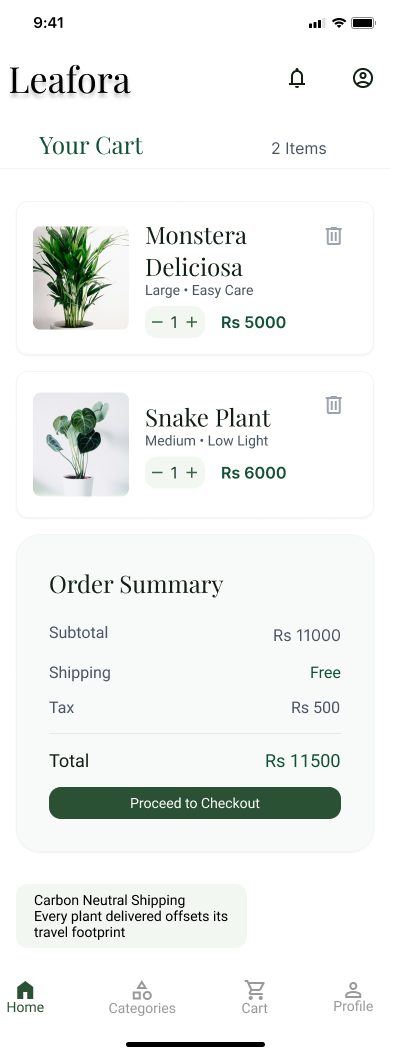 9:41
Leafora
Your Cart
2 Items
Monstera
Deliciosa
Large • Easy Care
− 1 +
Rs 5000
Snake Plant
Medium • Low Light
− 1 +
Rs 6000
Order Summary
Subtotal
Rs 11000
Shipping
Free
Tax
Rs 500
Total
Rs 11500
Proceed to Checkout
Carbon Neutral Shipping
Every plant delivered offsets its
travel footprint
Home
Categories
Cart
Profile